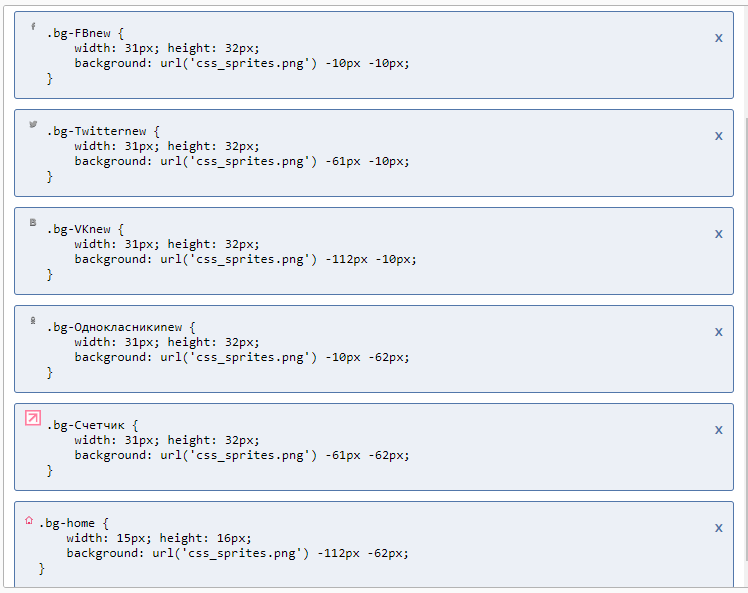 .bg-FBnew {
width: 31px; height: 32px;
background: url('css_sprites.png') -10px -10px;
}
x
.bg-Twitternew {
width: 31px; height: 32px;
background: url('css_sprites.png') -61px -10px;
}
x
.bg-VKnew {
width: 31px; height: 32px;
background: url('css_sprites.png') -112px -10px;
}
x
.bg-Однокласникиnew {
width: 31px; height: 32px;
background: url('css_sprites.png') -10px -62px;
}
x
.bg-Счетчик {
width: 31px; height: 32px;
background: url('css_sprites.png') -61px -62px;
}
x
.bg-home {
width: 15px; height: 16px;
background: url('css_sprites.png') -112px -62px;
}
x